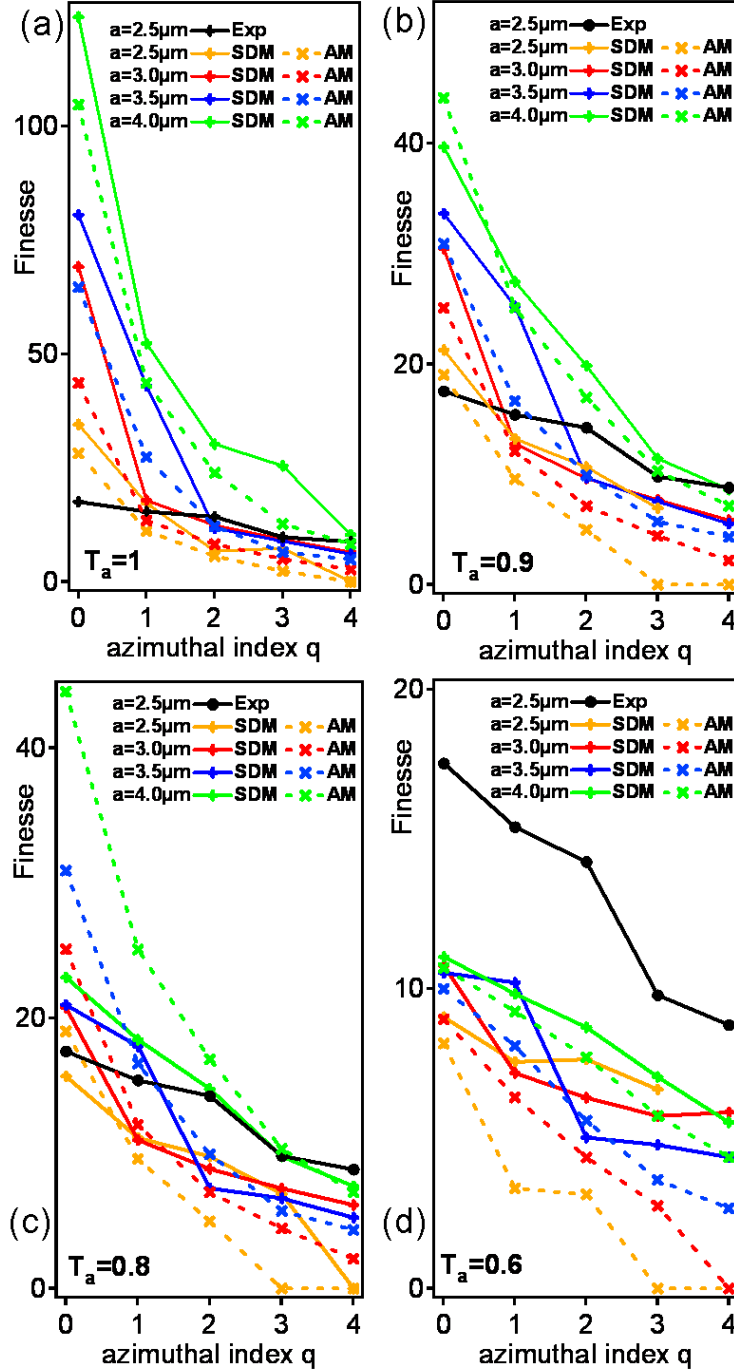 (a)
a=2.5µm Exp
a=2.5µm SDM AM
a=3.0µm SDM AM
a=3.5µm SDM AM
a=4.0µm SDM AM
100
50
0
Finesse
T_a=1
0 1 2 3 4
azimuthal index q
(b)
a=2.5µm Exp
a=2.5µm SDM AM
a=3.0µm SDM AM
a=3.5µm SDM AM
a=4.0µm SDM AM
40
20
0
Finesse
T_a=0.9
0 1 2 3 4
azimuthal index q
a=2.5µm Exp
a=2.5µm SDM AM
a=3.0µm SDM AM
a=3.5µm SDM AM
a=4.0µm SDM AM
40
20
0
Finesse
(c)
T_a=0.8
0 1 2 3 4
azimuthal index q
a=2.5µm Exp
a=2.5µm SDM AM
a=3.0µm SDM AM
a=3.5µm SDM AM
a=4.0µm SDM AM
20
10
0
Finesse
(d)
T_a=0.6
0 1 2 3 4
azimuthal index q